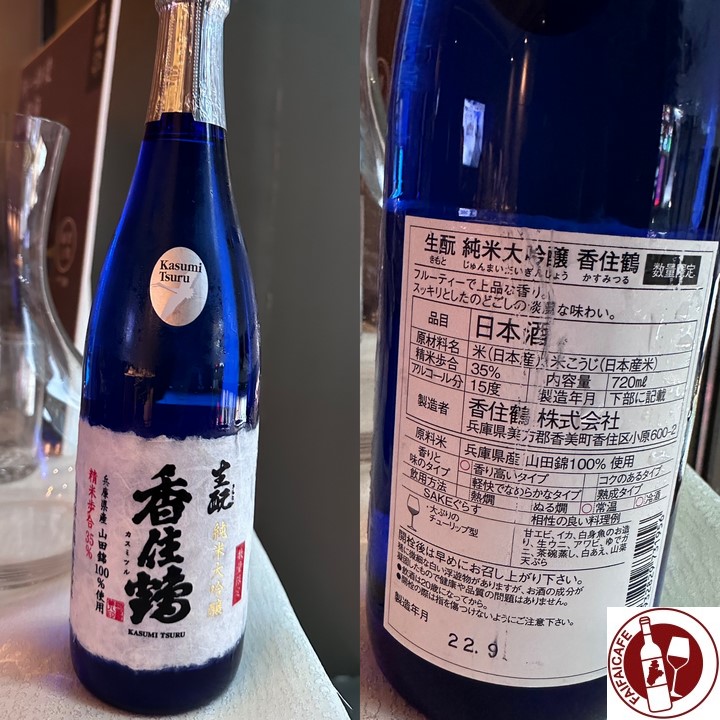 Kasumi
Tsuru
生酛
純米大吟醸
数量限定
香住鶴
カスミツル
兵庫県産 山田錦100%使用
精米歩合35%
KASUMI TSURU
生酛 純米大吟醸 香住鶴
きもと じゅんまいだいぎんじょう かすみつる
数量限定
フルーティーで上品な香り。
スッキリとしたのどごしの淡麗な味わい。
品目 日本酒
原材料名 米(日本産)、米こうじ(日本産米)
精米歩合 35% 内容量 720㎖
アルコール分 15度 製造年月 下部に記載
製造者 香住鶴 株式会社
兵庫県美方郡香美町香住区小原600-2
原料米 兵庫県産 山田錦100% 使用
香りと味のタイプ ○香り高いタイプ コクのあるタイプ
軽快でなめらかなタイプ 熟成タイプ
飲用方法 熱燗 ぬる燗 ○常温 ○冷酒
SAKEぐらす 相性の良い料理例
大ぶりの
チューリップ型
甘エビ、イカ、白身魚のお造
り、生ウニ、アワビ、ゆでガ
ニ、茶碗蒸し、白あえ、山菜
天ぷら
開栓後は早めにお召し上がり下さい。
製造年月
22.9
FAIFAICAFE